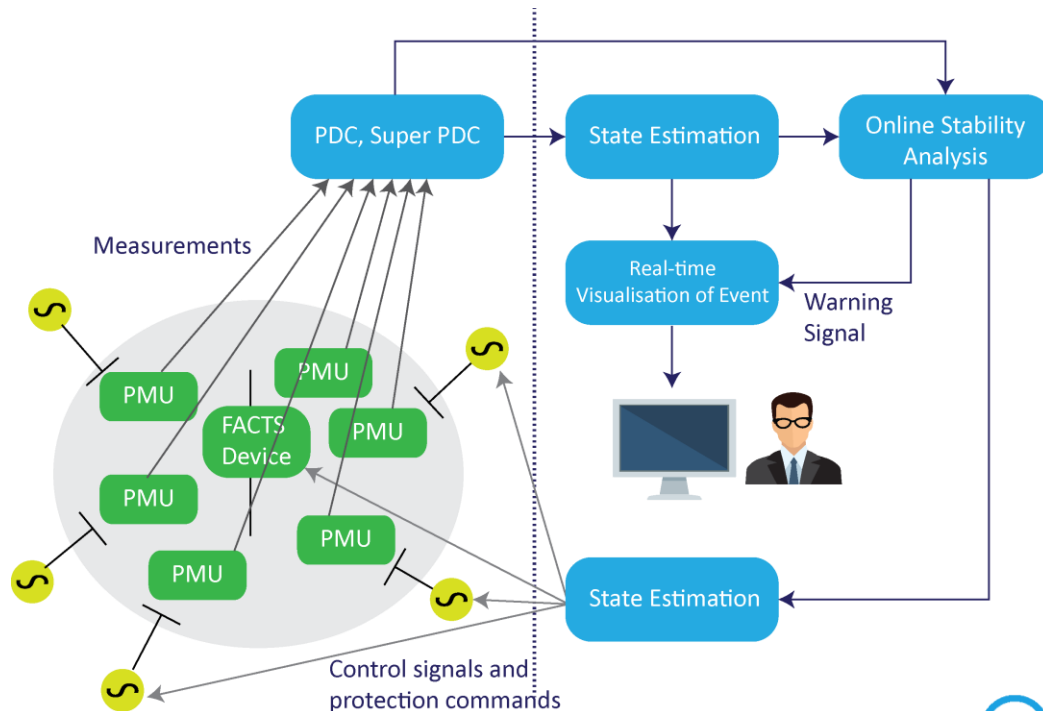 PDC, Super PDC
State Estimation
Online Stability
Analysis
Measurements
Real-time
Visualisation of Event
Warning
Signal
PMU
PMU
FACTS
Device
PMU
PMU
PMU
PMU
State Estimation
Control signals and
protection commands